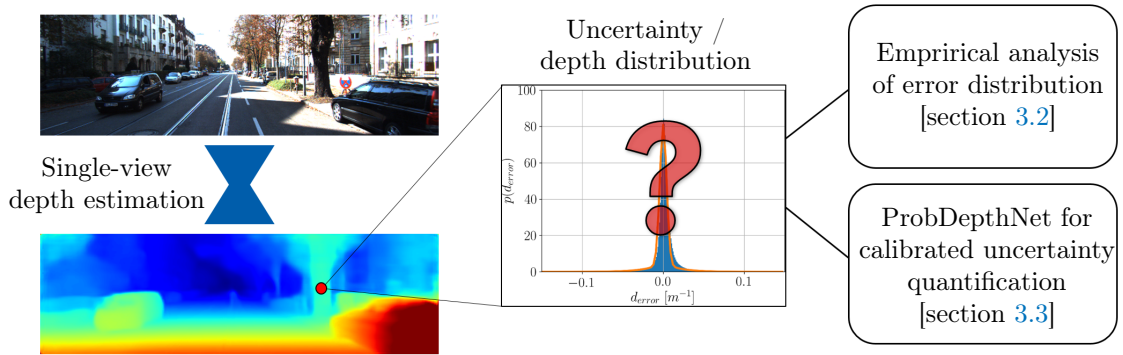 Single-view
depth estimation
Uncertainty /
depth distribution
100
80
60
40
20
0
p(d_error)
−0.1
0.0
0.1
d_error [m⁻¹]
?
Emprirical analysis
of error distribution
[section 3.2]
ProbDepthNet for
calibrated uncertainty
quantification
[section 3.3]